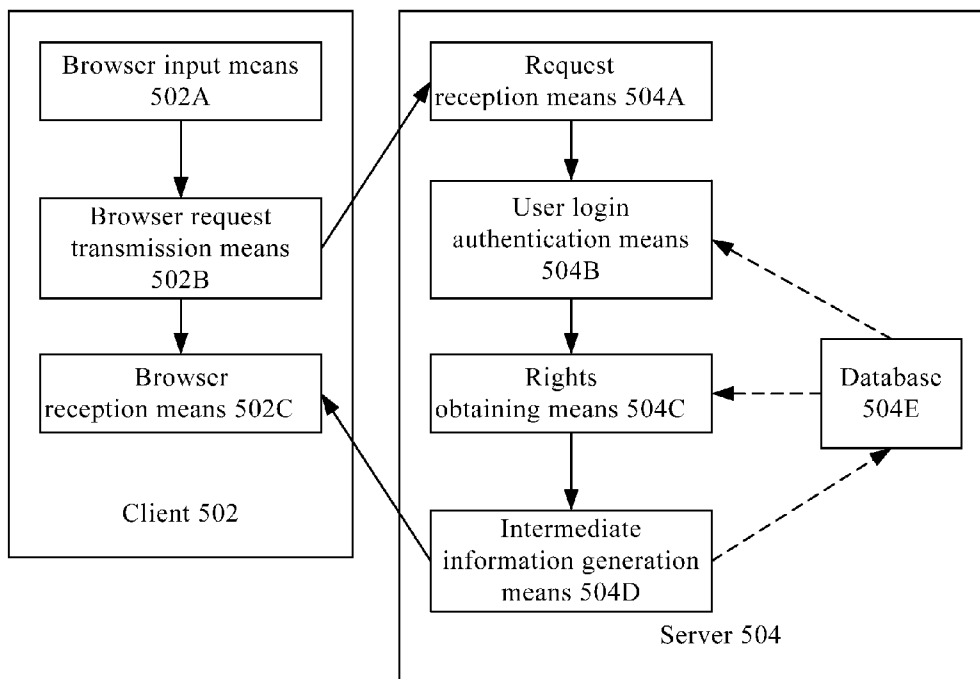 Browser input means
502A
Browser request
transmission means
502B
Browser
reception means 502C
Client 502
Request
reception means 504A
User login
authentication means
504B
Rights
obtaining means 504C
Intermediate
information generation
means 504D
Database
504E
Server 504